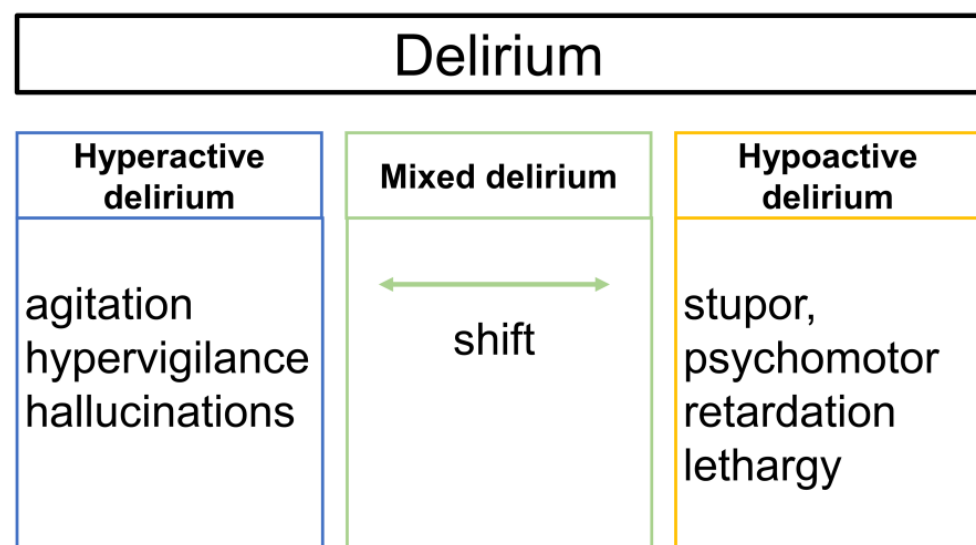 Delirium
Hyperactive
delirium
agitation
hypervigilance
hallucinations
Mixed delirium
shift
Hypoactive
delirium
stupor,
psychomotor
retardation
lethargy